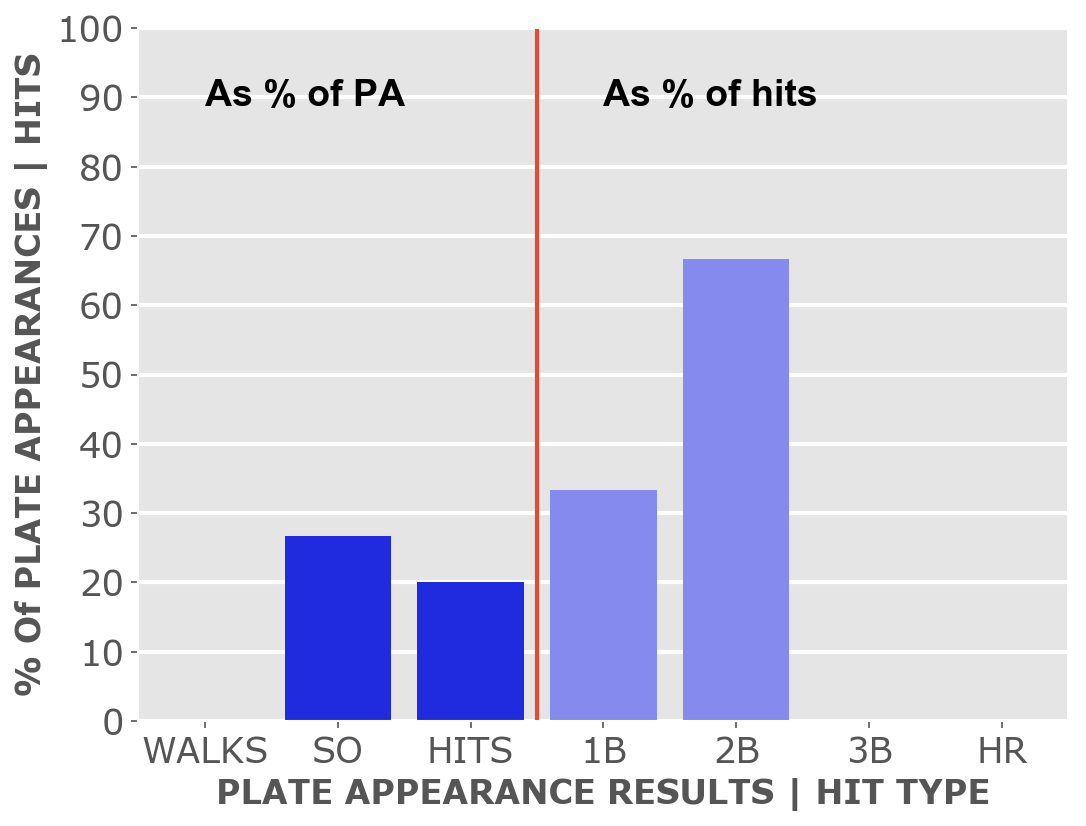 % Of PLATE APPEARANCES | HITS
100
90
80
70
60
50
40
30
20
10
0
As % of PA
As % of hits
WALKS SO HITS 1B 2B 3B HR
PLATE APPEARANCE RESULTS | HIT TYPE